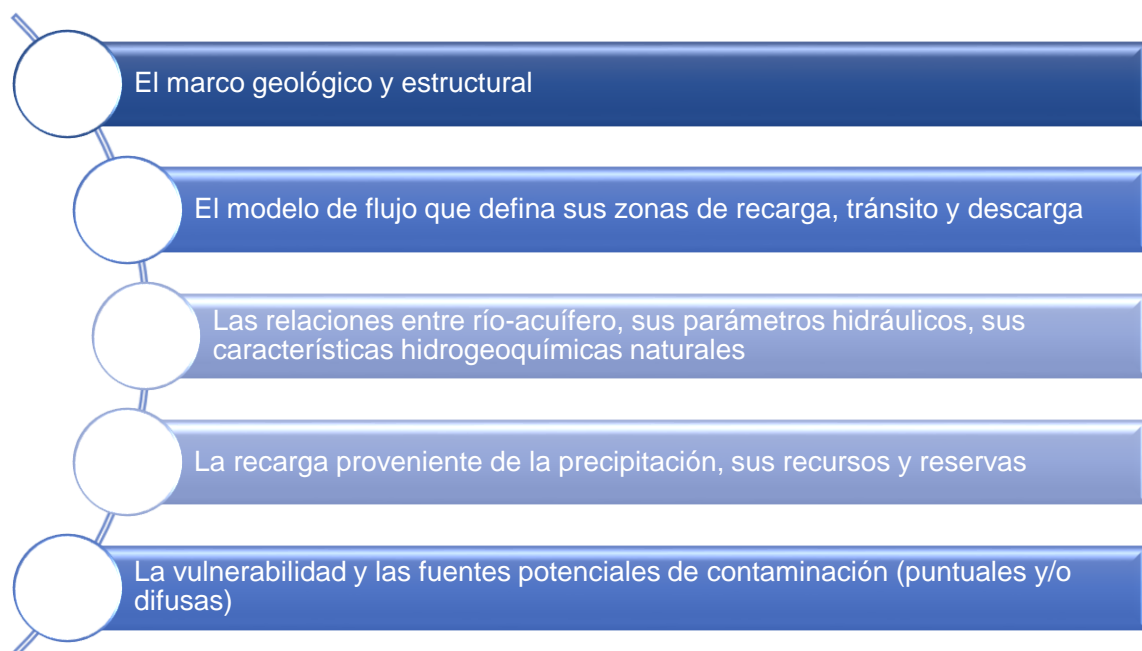 El marco geológico y estructural
El modelo de flujo que defina sus zonas de recarga, tránsito y descarga
Las relaciones entre río-acuífero, sus parámetros hidráulicos, sus
características hidrogeoquímicas naturales
La recarga proveniente de la precipitación, sus recursos y reservas
La vulnerabilidad y las fuentes potenciales de contaminación (puntuales y/o
difusas)